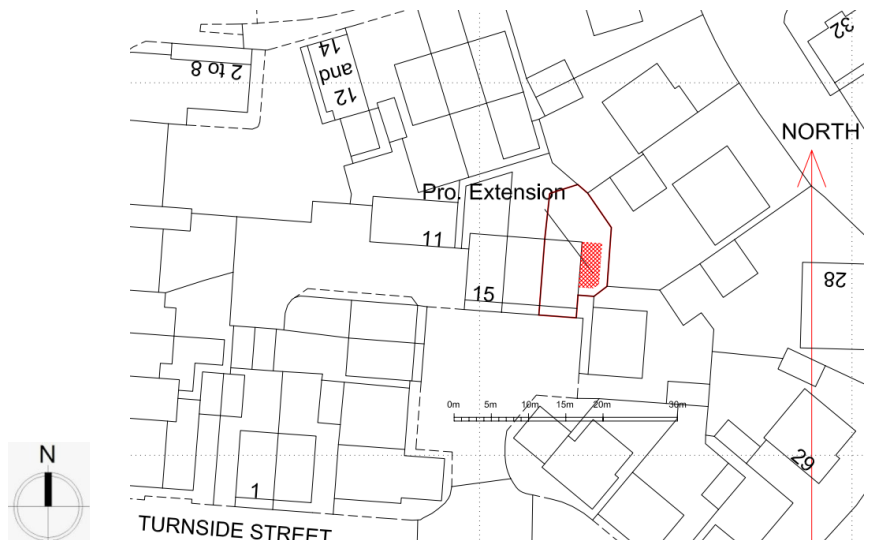 2 to 8
12
and
14
32
NORTH
Pro. Extension
11
15
28
0m 5m 10m 15m 20m 30m
29
1
N
TURNSIDE STREET